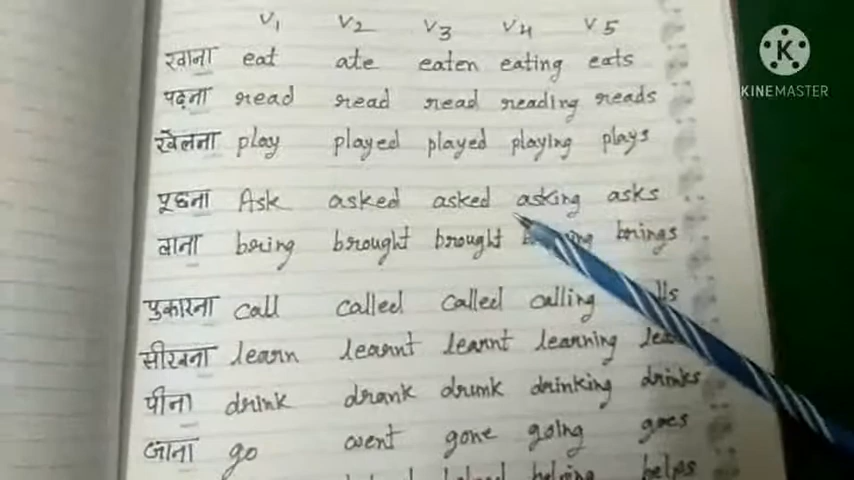 V1 V2 V3 V4 V5
खाना eat ate eaten eating eats
पढ़ना read read read reading reads
खेलना play played played playing plays
पूछना Ask asked asked asking asks
लाना bring brought brought brings
पुकारना call called called calling
सीखना learn learnt learnt learning
पीना drink drank drunk drinking drinks
जाना go went gone going goes
helping helps
K
KINEMASTER